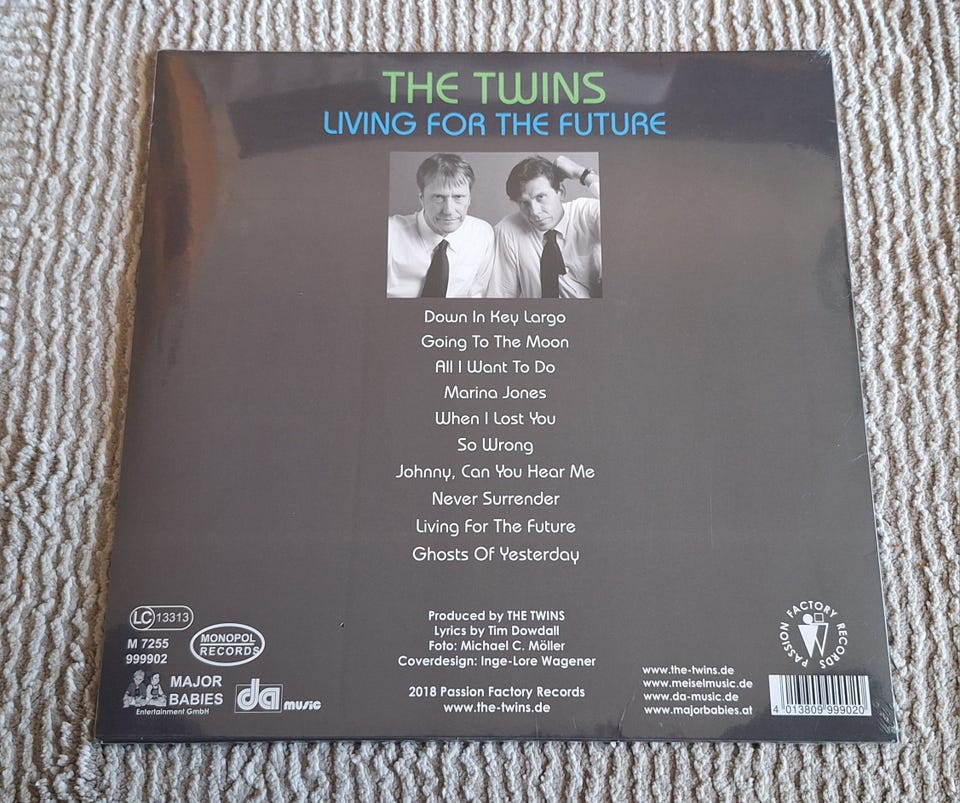 THE TWINS
LIVING FOR THE FUTURE
Down In Key Largo
Going To The Moon
All I Want To Do
Marina Jones
When I Lost You
So Wrong
Johnny, Can You Hear Me
Never Surrender
Living For The Future
Ghosts Of Yesterday
LC 13313
M 7255
999902
MONOPOL
RECORDS
MAJOR
BABIES
Entertainment GmbH
da music
Produced by THE TWINS
Lyrics by Tim Dowdall
Foto: Michael C. Möller
Coverdesign: Inge-Lore Wagener
2018 Passion Factory Records
www.the-twins.de
PASSION FACTORY RECORDS
www.the-twins.de
www.meiselmusic.de
www.da-music.de
www.majorbabies.at
4 013809 999020